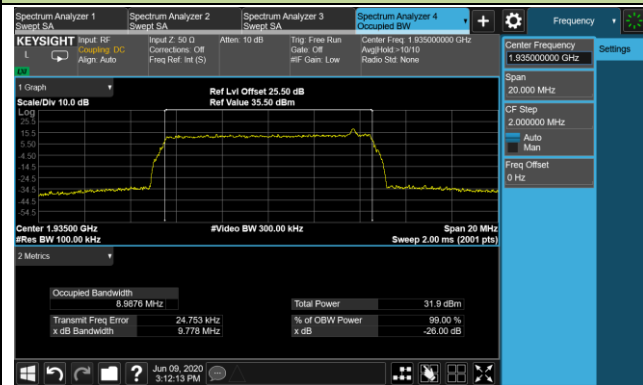 Spectrum Analyzer 1
Swept SA
Spectrum Analyzer 2
Swept SA
Spectrum Analyzer 3
Swept SA
Spectrum Analyzer 4
Occupied BW
Frequency
KEYSIGHT
L
Input: RF
Coupling: DC
Align: Auto
Input Z: 50 Ω
Corrections: Off
Freq Ref: Int (S)
Atten: 10 dB
Trig: Free Run
Gate: Off
#IF Gain: Low
Center Freq: 1.935000000 GHz
Avg|Hold:>10/10
Radio Std: None
Center Frequency
1.935000000 GHz
Settings
Span
20.000 MHz
CF Step
2.000000 MHz
Auto
Man
Freq Offset
0 Hz
1 Graph
Scale/Div 10.0 dB
Ref Lvl Offset 25.50 dB
Ref Value 35.50 dBm
Log
25.5
15.5
5.50
-4.50
-14.5
-24.5
-34.5
-44.5
-54.5
Center 1.93500 GHz
#Res BW 100.00 kHz
#Video BW 300.00 kHz
Span 20 MHz
Sweep 2.00 ms (2001 pts)
2 Metrics
Occupied Bandwidth
8.9876 MHz
Total Power 31.9 dBm
Transmit Freq Error 24.753 kHz
% of OBW Power 99.00 %
x dB Bandwidth 9.778 MHz
x dB -26.00 dB
?
Jun 09, 2020
3:12:13 PM